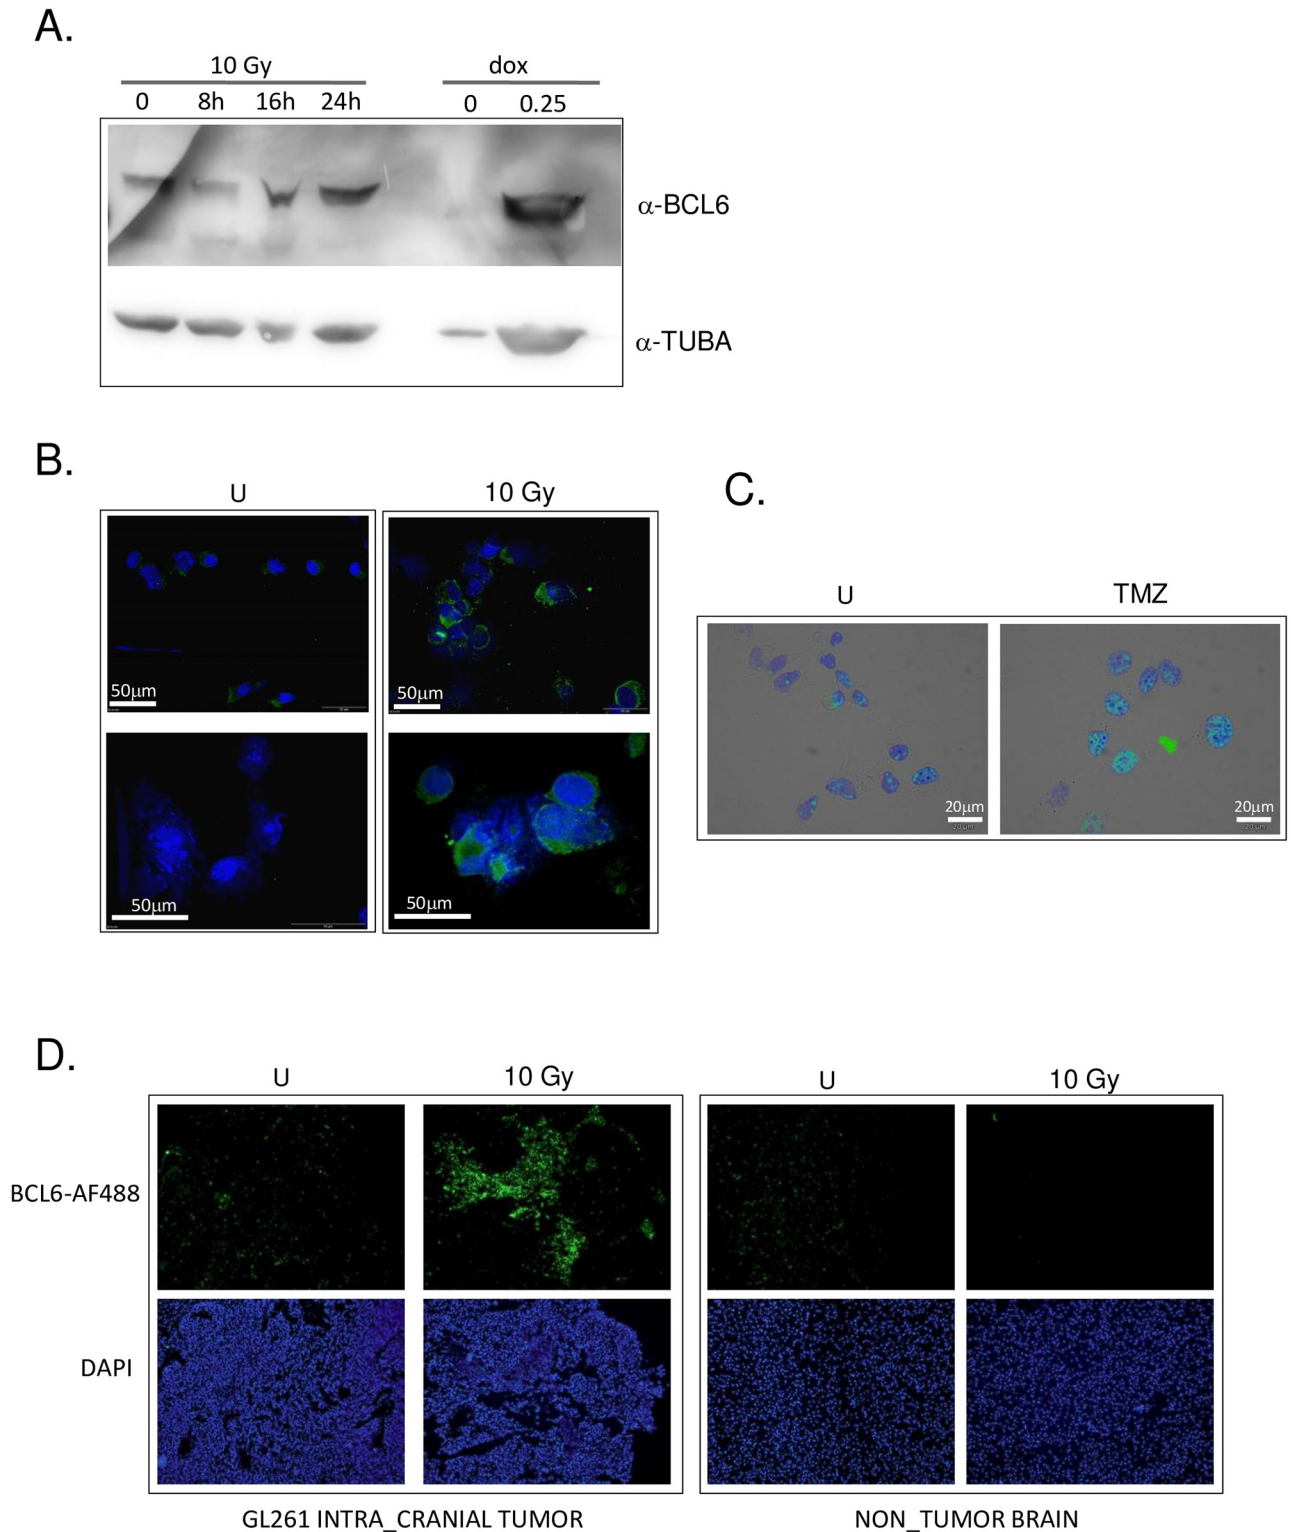 A.
10 Gy
dox
0 8h 16h 24h 0 0.25
α-BCL6
α-TUBA
B.
U
10 Gy
50μm
50μm
50μm
50μm
C.
U
TMZ
20μm
20μm
D.
U
10 Gy
U
10 Gy
BCL6-AF488
DAPI
GL261 INTRA_CRANIAL TUMOR
NON_TUMOR BRAIN